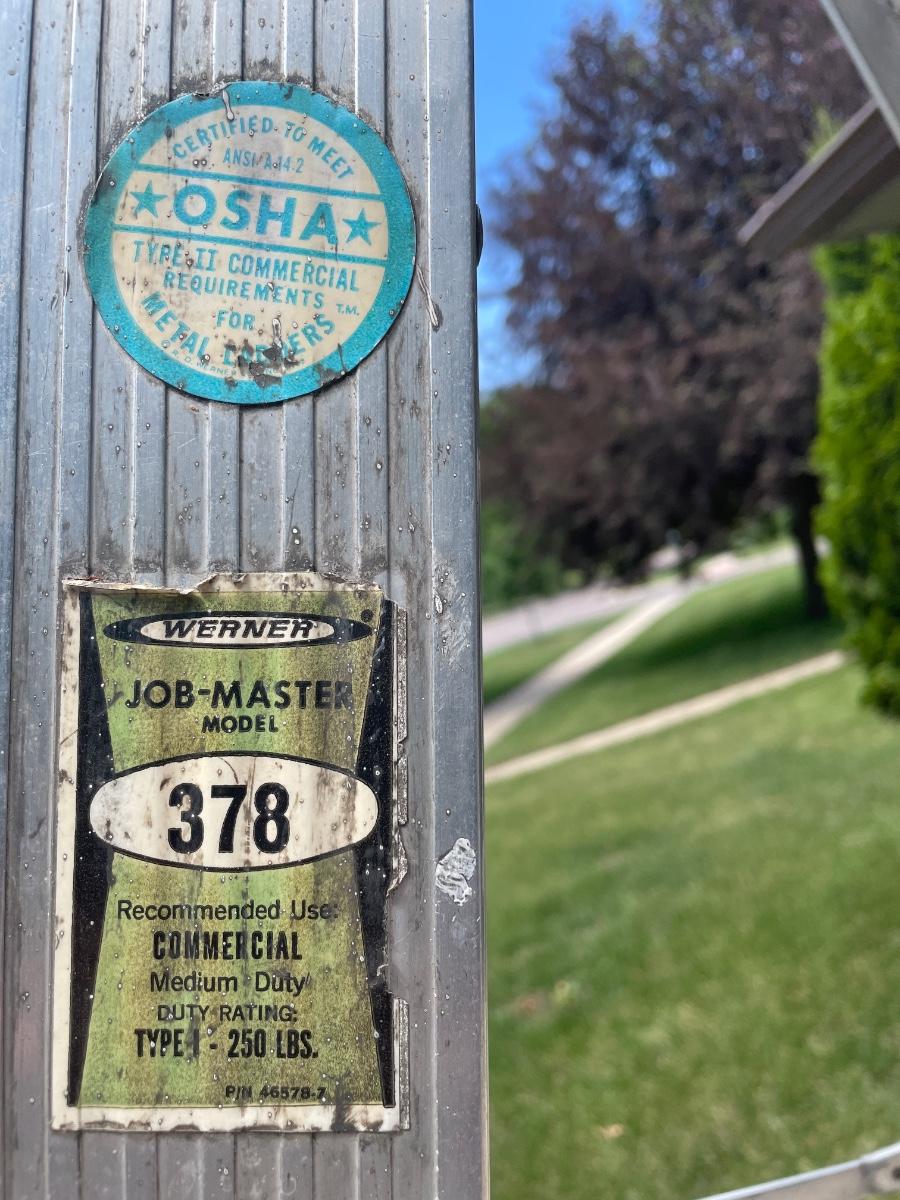 CERTIFIED TO MEET
ANSI A 14.2
★OSHA★
TYPE II COMMERCIAL
REQUIREMENTS T.M.
FOR
METAL LADDERS
WERNER®
JOB-MASTER
MODEL
378
Recommended Use:
COMMERCIAL
Medium Duty
DUTY RATING:
TYPE I - 250 LBS.
P/N 46578-7